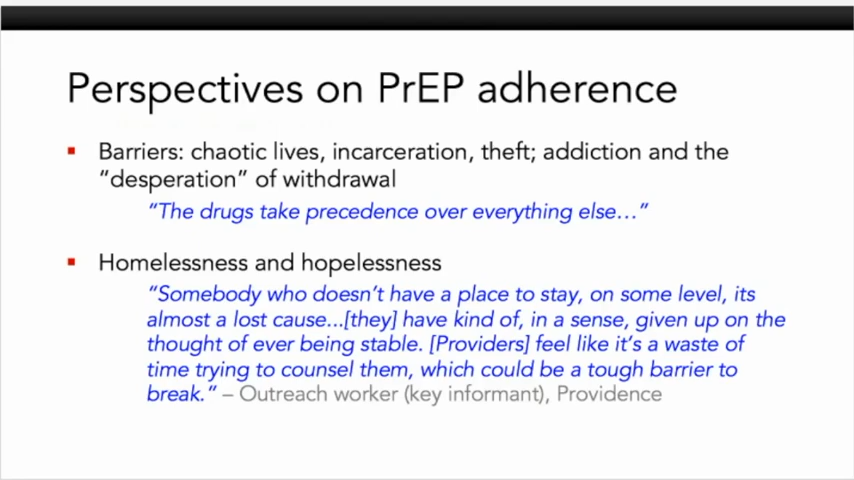 Perspectives on PrEP adherence
Barriers: chaotic lives, incarceration, theft; addiction and the
“desperation” of withdrawal
“The drugs take precedence over everything else…”
Homelessness and hopelessness
“Somebody who doesn’t have a place to stay, on some level, its
almost a lost cause...[they] have kind of, in a sense, given up on the
thought of ever being stable. [Providers] feel like it’s a waste of
time trying to counsel them, which could be a tough barrier to
break.” – Outreach worker (key informant), Providence